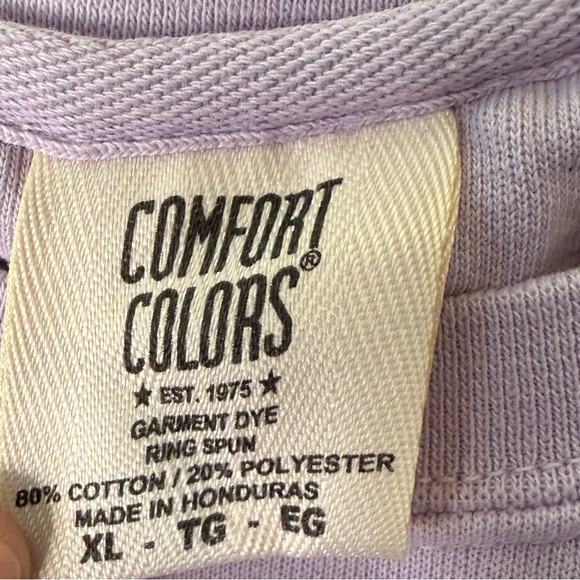 COMFORT
COLORS®
★ EST. 1975 ★
GARMENT DYE
RING SPUN
80% COTTON / 20% POLYESTER
MADE IN HONDURAS
XL - TG - EG